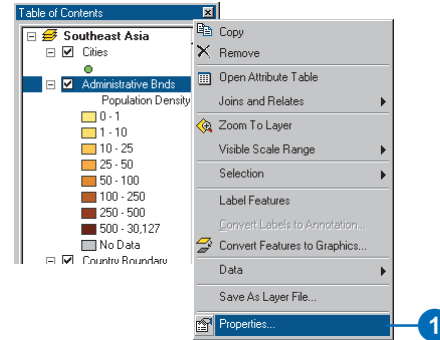 Table of Contents
Southeast Asia
Cities
Administrative Bnds
Population Density
0 - 1
1 - 10
10 - 25
25 - 50
50 - 100
100 - 250
250 - 500
500 - 30,127
No Data
Country Boundary
Copy
Remove
Open Attribute Table
Joins and Relates
Zoom To Layer
Visible Scale Range
Selection
Label Features
Convert Labels to Annotation...
Convert Features to Graphics...
Data
Save As Layer File...
Properties...
1